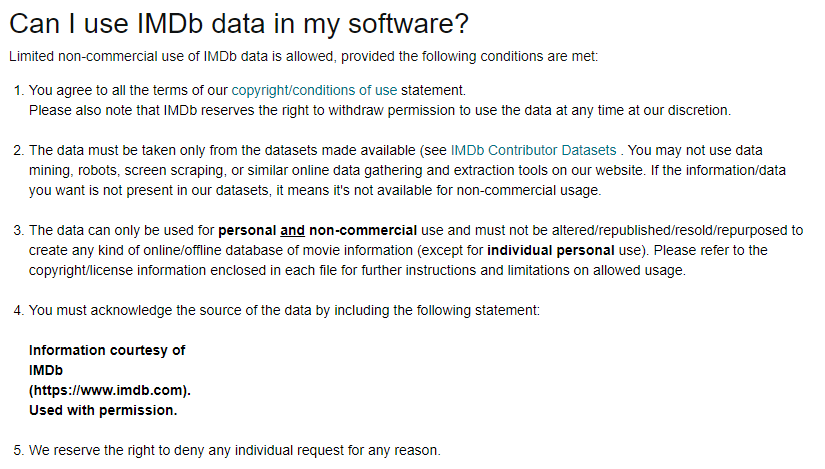 Can I use IMDb data in my software?
Limited non-commercial use of IMDb data is allowed, provided the following conditions are met:
1. You agree to all the terms of our copyright/conditions of use statement.
Please also note that IMDb reserves the right to withdraw permission to use the data at any time at our discretion.
2. The data must be taken only from the datasets made available (see IMDb Contributor Datasets . You may not use data
mining, robots, screen scraping, or similar online data gathering and extraction tools on our website. If the information/data
you want is not present in our datasets, it means it's not available for non-commercial usage.
3. The data can only be used for personal and non-commercial use and must not be altered/republished/resold/repurposed to
create any kind of online/offline database of movie information (except for individual personal use). Please refer to the
copyright/license information enclosed in each file for further instructions and limitations on allowed usage.
4. You must acknowledge the source of the data by including the following statement:
Information courtesy of
IMDb
(https://www.imdb.com).
Used with permission.
5. We reserve the right to deny any individual request for any reason.